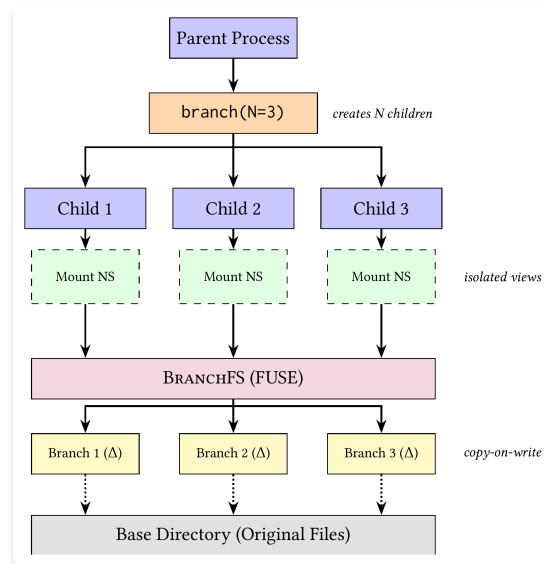 Parent Process
branch(N=3) creates N children
Child 1 Child 2 Child 3
Mount NS Mount NS Mount NS isolated views
BranchFS (FUSE)
Branch 1 (Δ) Branch 2 (Δ) Branch 3 (Δ) copy-on-write
Base Directory (Original Files)